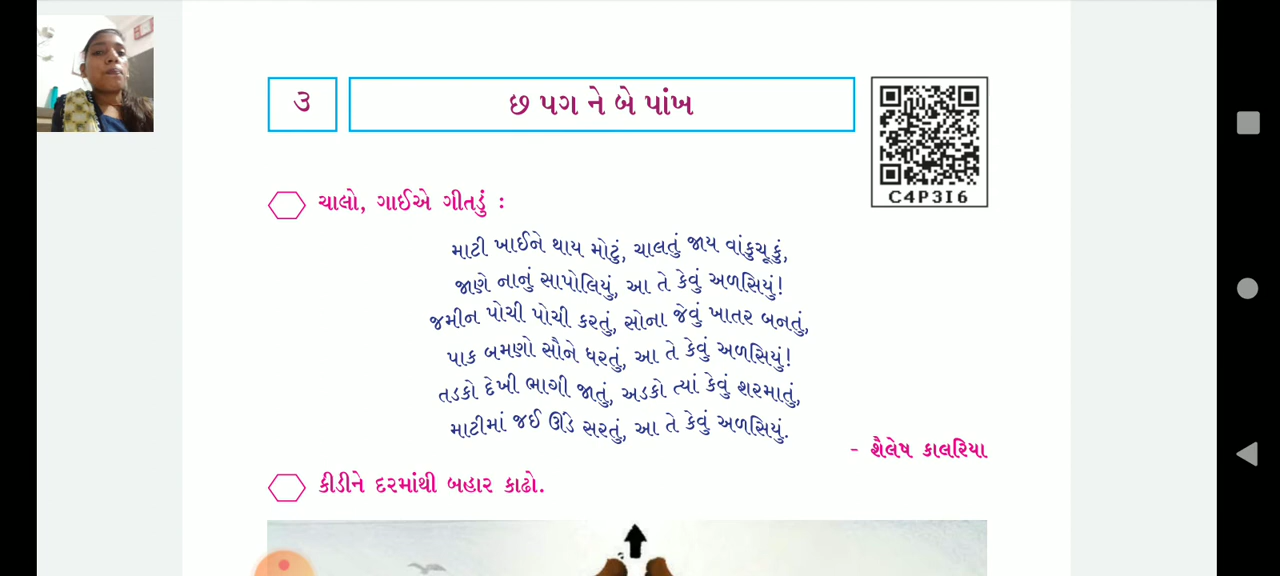 ૩
છ પગ ને બે પાંખ
C4P3I6
ચાલો, ગાઈએ ગીતડું :
માટી ખાઈને થાય મોટું, ચાલતું જાય વાંકુચૂકું,
જાણે નાનું સાપોલિયું, આ તે કેવું અળસિયું!
જમીન પોચી પોચી કરતું, સોના જેવું ખાતર બનતું,
પાક બમણો સૌને ધરતું, આ તે કેવું અળસિયું!
તડકો દેખી ભાગી જાતું, અડકો ત્યાં કેવું શરમાતું,
માટીમાં જઈ ઊંડે સરતું, આ તે કેવું અળસિયું.
- શૈલેષ કાલરિયા
કીડીને દરમાંથી બહાર કાઢો.